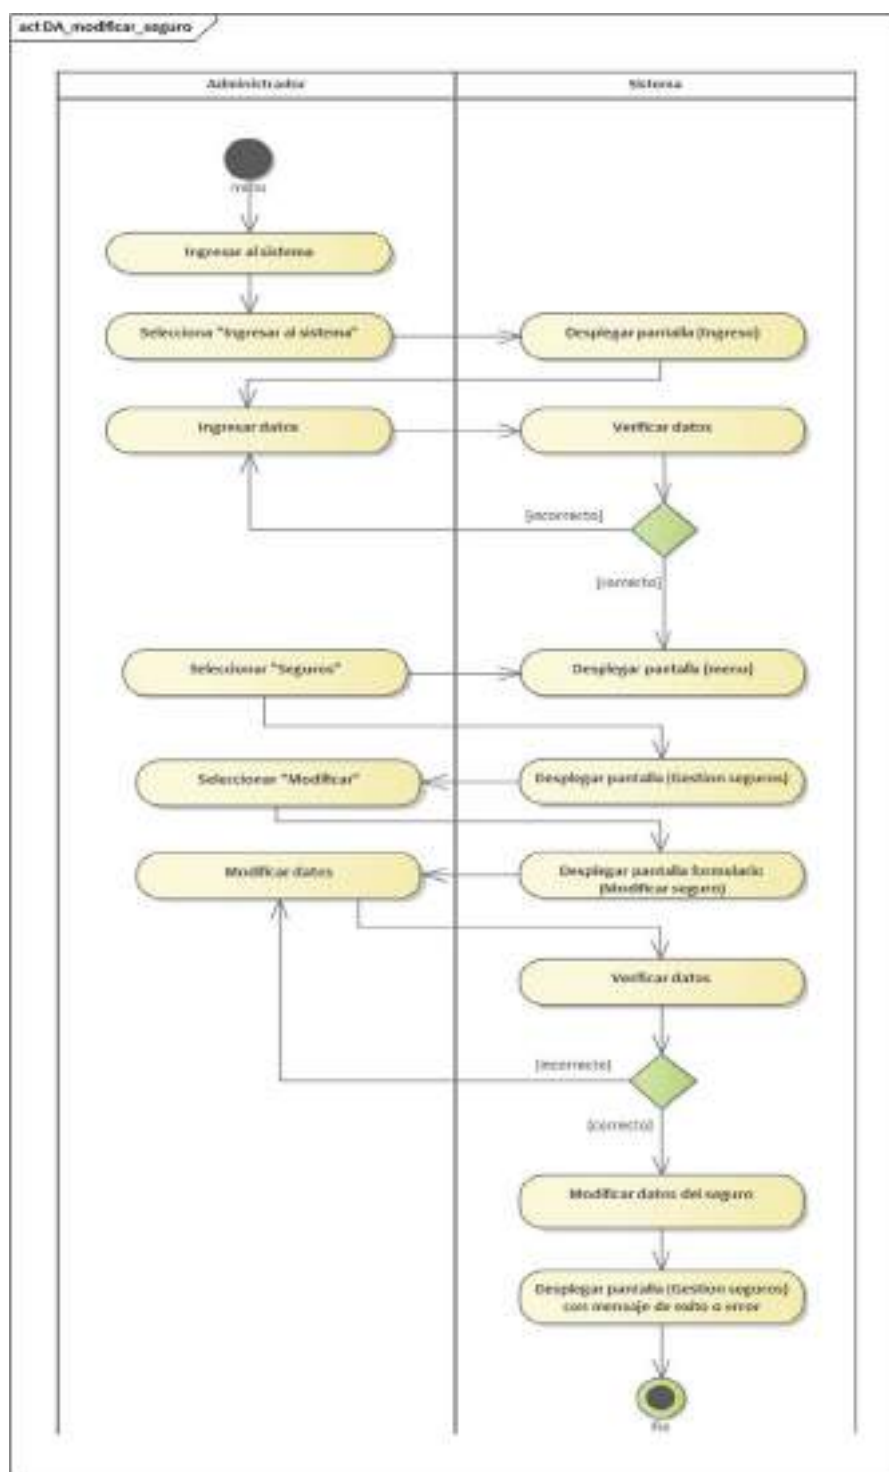 act DA_modificar_seguro
Administrador
Sistema
Inicio
Ingresar al sistema
Selecciona "Ingresar al sistema"
Desplegar pantalla (Ingreso)
Ingresar datos
Verificar datos
[incorrecto]
[correcto]
Seleccionar "Seguros"
Desplegar pantalla (menu)
Seleccionar "Modificar"
Desplegar pantalla (Gestion seguros)
Modificar datos
Desplegar pantalla formulario
(Modificar seguro)
Verificar datos
[incorrecto]
[correcto]
Modificar datos del seguro
Desplegar pantalla (Gestion seguros)
con mensaje de exito o error
Fin